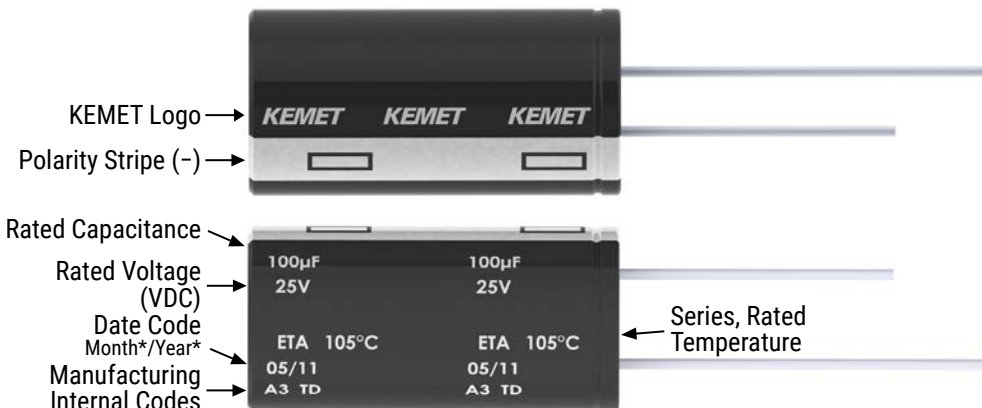 KEMET Logo
KEMET KEMET KEMET
Polarity Stripe (−)
Rated Capacitance
100µF 100µF
Rated Voltage
(VDC)
25V 25V
Date Code
Month*/Year*
ETA 105°C ETA 105°C
Series, Rated
Temperature
05/11 05/11
Manufacturing
Internal Codes
A3 TD A3 TD